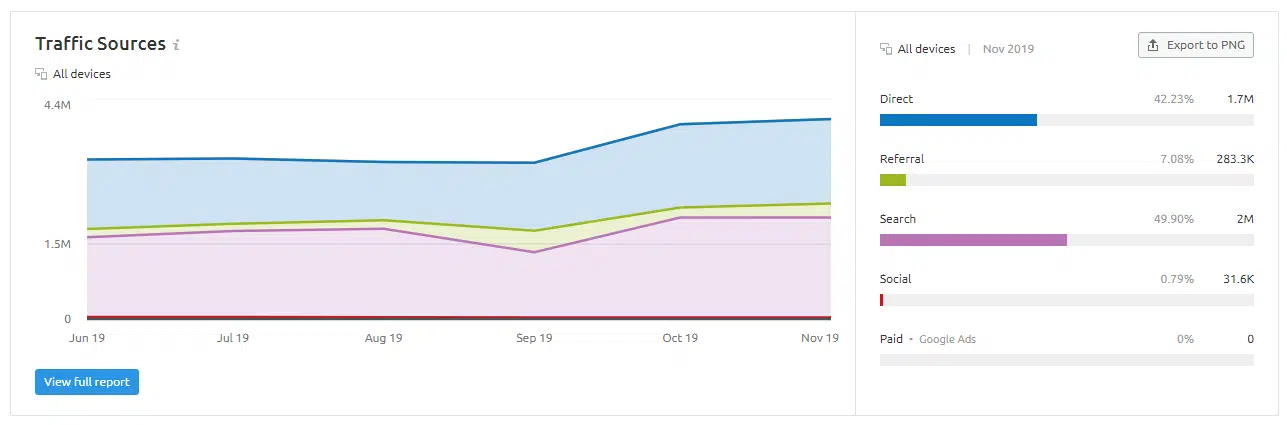 Traffic Sources i
All devices
4.4M
1.5M
0
Jun 19 Jul 19 Aug 19 Sep 19 Oct 19 Nov 19
View full report
All devices | Nov 2019
Export to PNG
Direct 42.23% 1.7M
Referral 7.08% 283.3K
Search 49.90% 2M
Social 0.79% 31.6K
Paid • Google Ads 0% 0